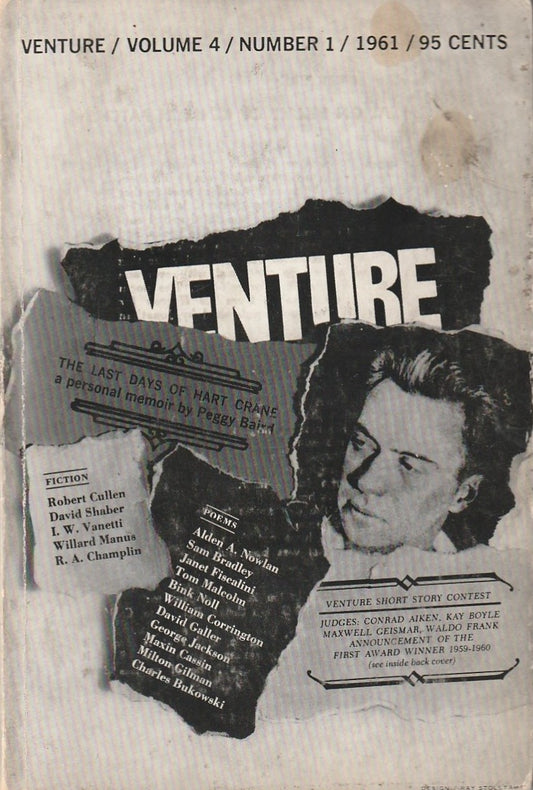 VENTURE / VOLUME 4 / NUMBER 1 / 1961 / 95 CENTS
VENTURE
THE LAST DAYS OF HART CRANE
a personal memoir by Peggy Baird
FICTION
Robert Cullen
David Shaber
I. W. Vanetti
Willard Manus
R. A. Champlin
POEMS
Alden A. Nowlan
Sam Bradley
Janet Fiscalini
Tom Malcolm
Bink Noll
William Corrington
David Galler
George Jackson
Maxin Cassin
Milton Gilman
Charles Bukowski
VENTURE SHORT STORY CONTEST
JUDGES: CONRAD AIKEN, KAY BOYLE
MAXWELL GEISMAR, WALDO FRANK
ANNOUNCEMENT OF THE
FIRST AWARD WINNER 1959-1960
(see inside back cover)